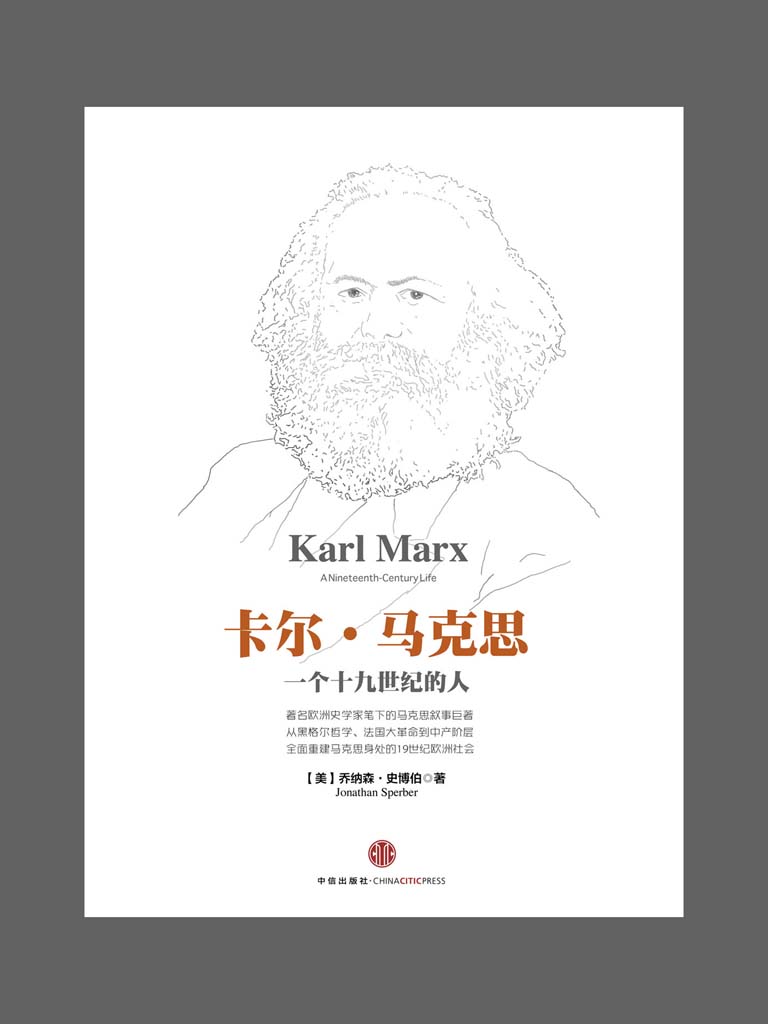 Karl Marx
A Nineteenth-Century Life
卡尔·马克思
一个十九世纪的人
著名欧洲史学家笔下的马克思叙事巨著
从黑格尔哲学、法国大革命到中产阶层
全面重建马克思身处的19世纪欧洲社会
【美】乔纳森·史博伯◎著
Jonathan Sperber
中信出版社·CHINACITICPRESS